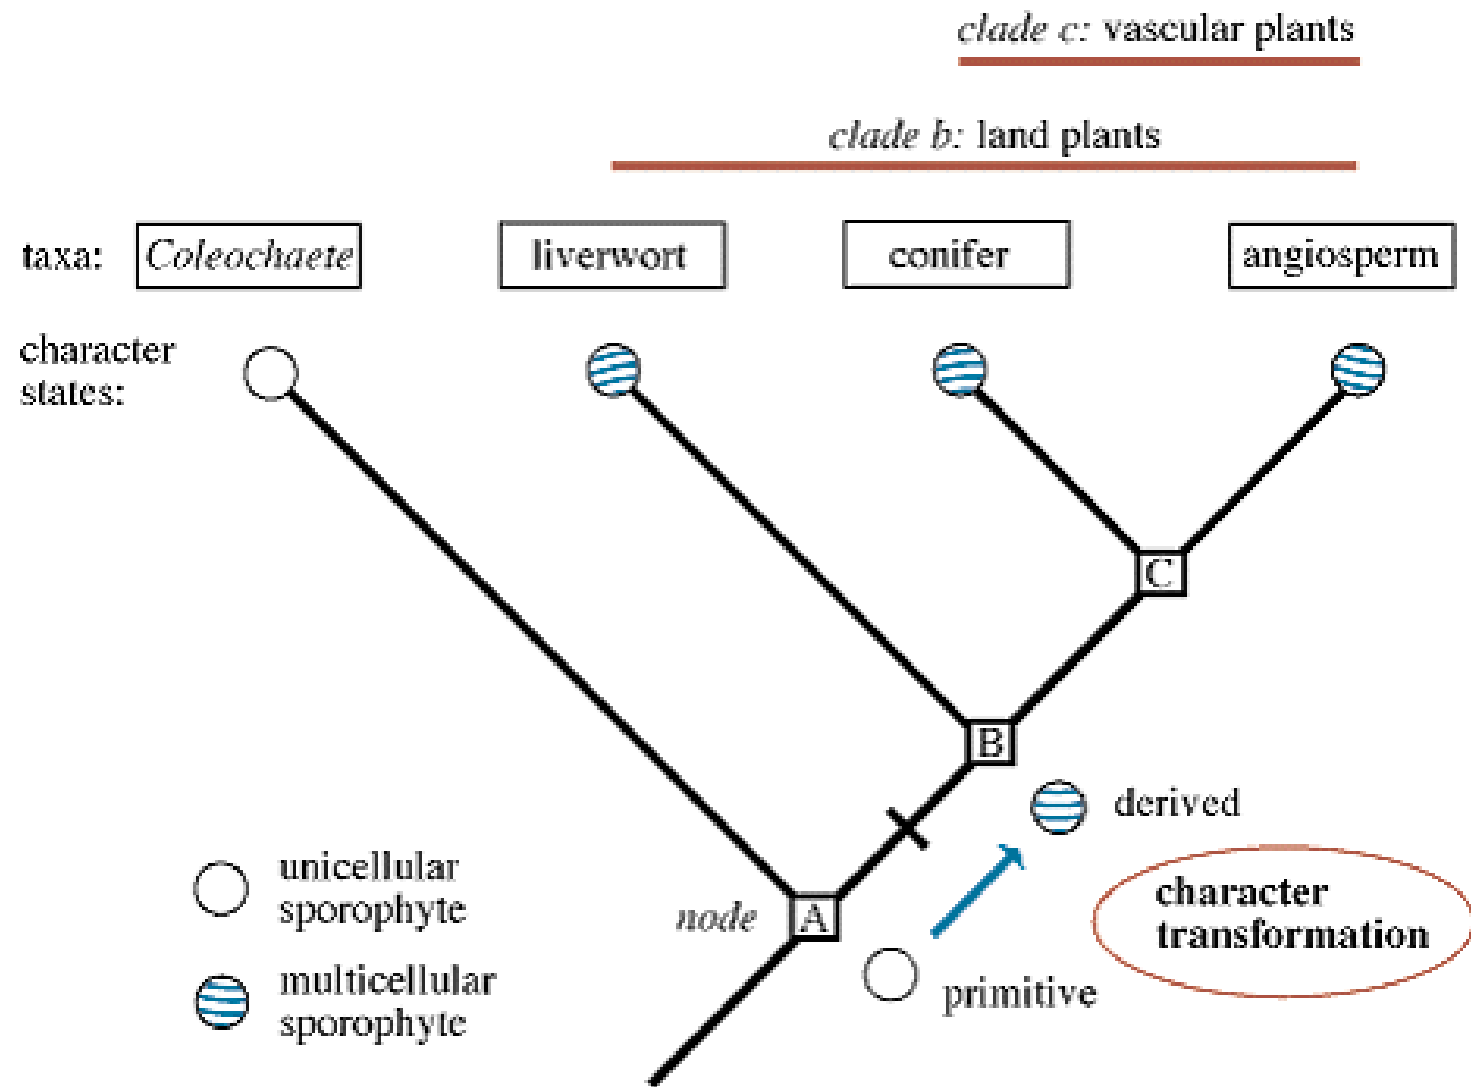 clade c: vascular plants
clade b: land plants
taxa: Coleochaete liverwort conifer angiosperm
character
states:
C
B
derived
unicellular
sporophyte
character
transformation
node A
multicellular
sporophyte
primitive